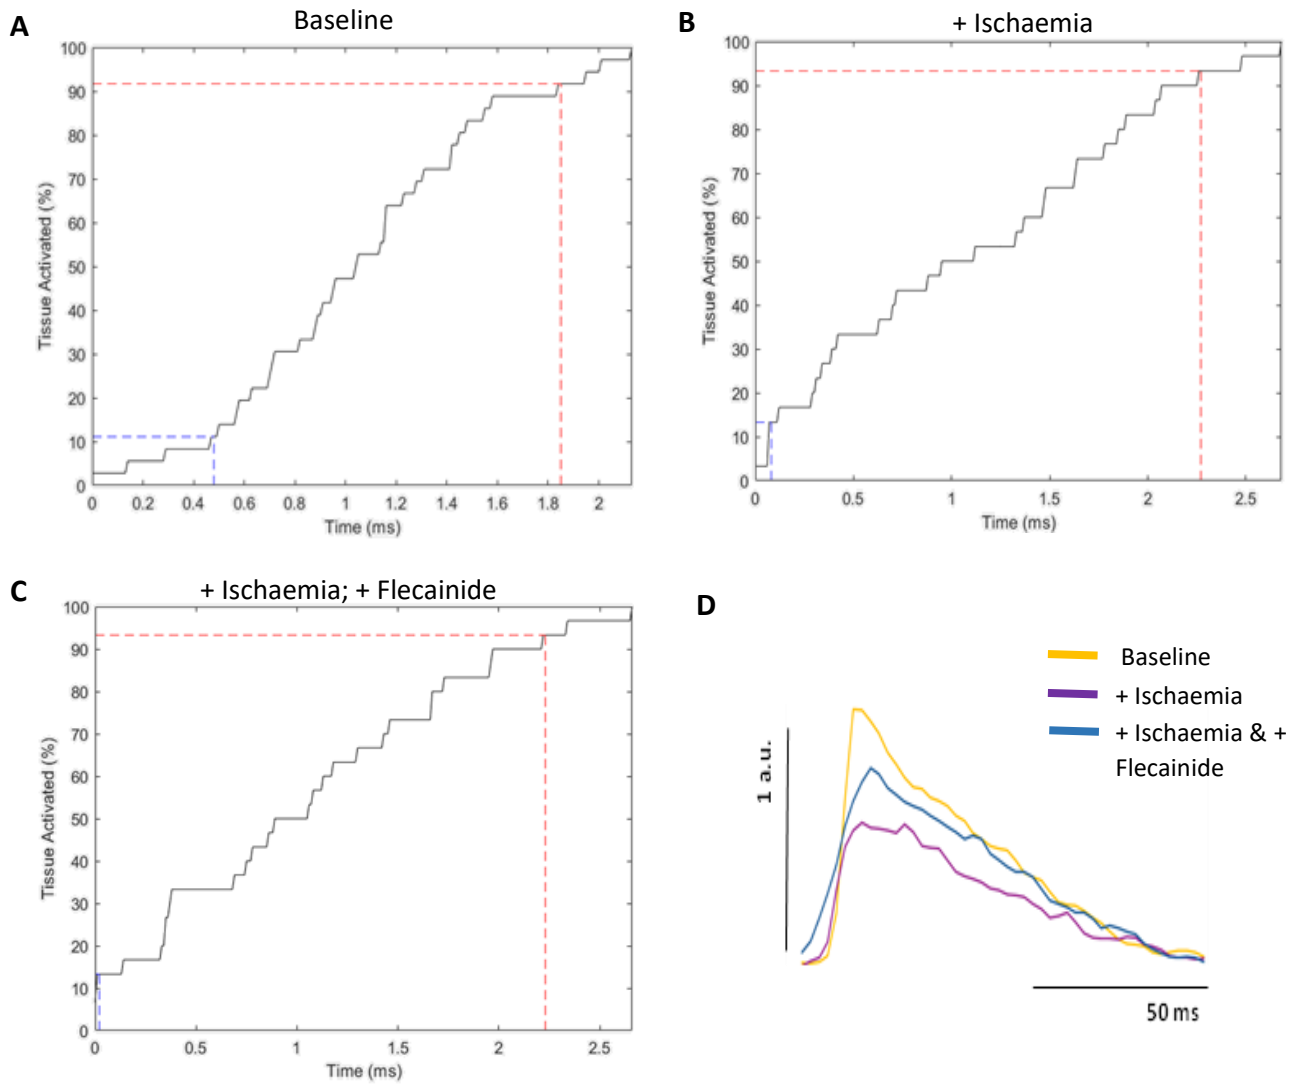 A
Baseline
100
90
80
70
60
50
40
30
20
10
0
Tissue Activated (%)
0 0.2 0.4 0.6 0.8 1 1.2 1.4 1.6 1.8 2
Time (ms)
B
+ Ischaemia
100
90
80
70
60
50
40
30
20
10
0
Tissue Activated (%)
0 0.5 1 1.5 2 2.5
Time (ms)
C
+ Ischaemia; + Flecainide
100
90
80
70
60
50
40
30
20
10
0
Tissue Activated (%)
0 0.5 1 1.5 2 2.5
Time (ms)
D
Baseline
+ Ischaemia
+ Ischaemia & +
Flecainide
1 a.u.
50 ms